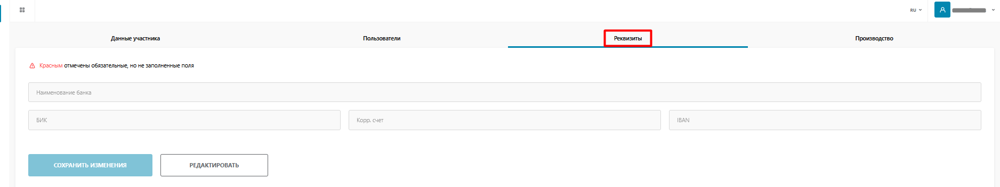 RU
Данные участника
Пользователи
Реквизиты
Производство
Красным отмечены обязательные, но не заполненные поля
Наименование банка
БИК
Корр. счет
IBAN
СОХРАНИТЬ ИЗМЕНЕНИЯ
РЕДАКТИРОВАТЬ